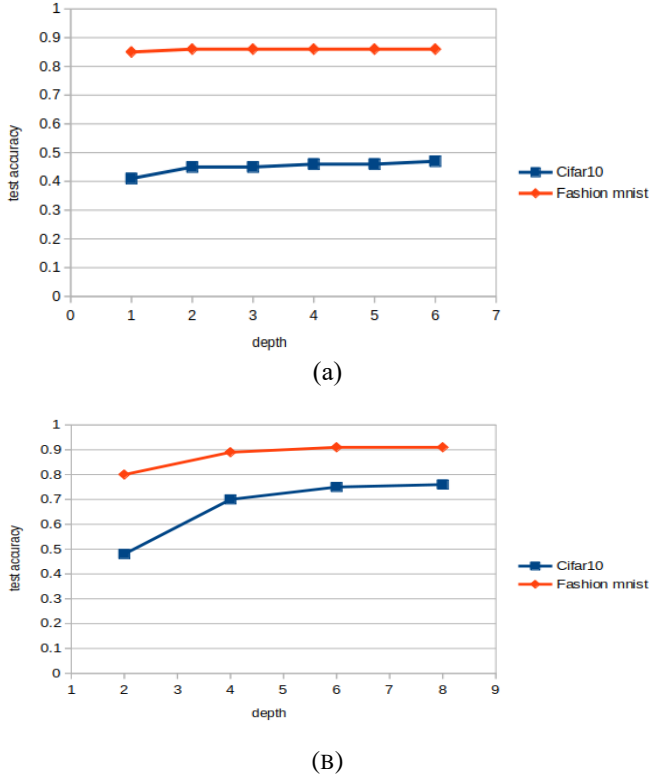 1
0.9
0.8
0.7
0.6
0.5
0.4
0.3
0.2
0.1
0
test accuracy
0 1 2 3 4 5 6 7
depth
Cifar10
Fashion mnist
(a)
1
0.9
0.8
0.7
0.6
0.5
0.4
0.3
0.2
0.1
0
test accuracy
1 2 3 4 5 6 7 8 9
depth
Cifar10
Fashion mnist
(в)